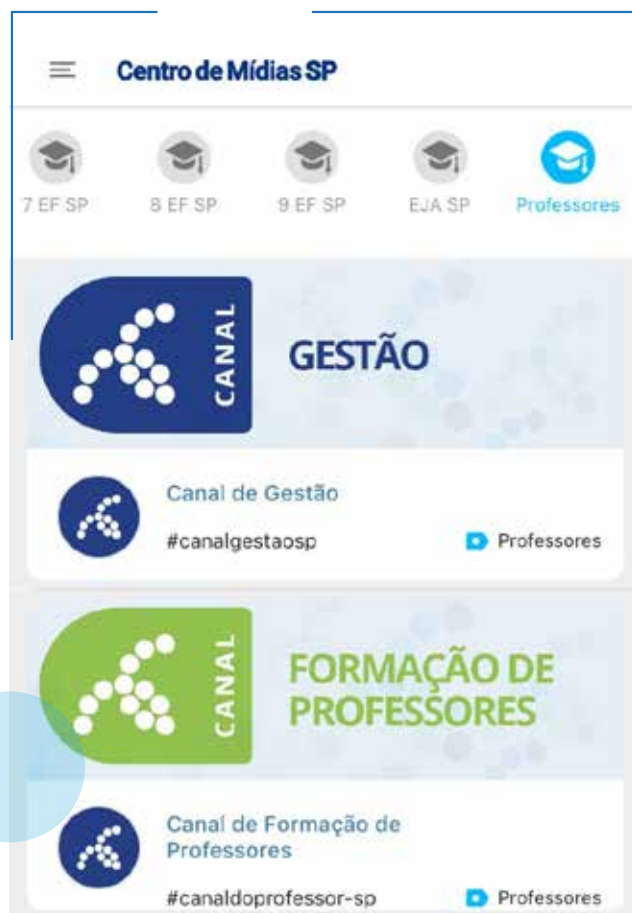 Centro de Mídias SP
7 EF SP
8 EF SP
9 EF SP
EJA SP
Professores
CANAL
GESTÃO
Canal de Gestão
#canalgestaosp
Professores
CANAL
FORMAÇÃO DE
PROFESSORES
Canal de Formação de
Professores
#canaldoprofessor-sp
Professores